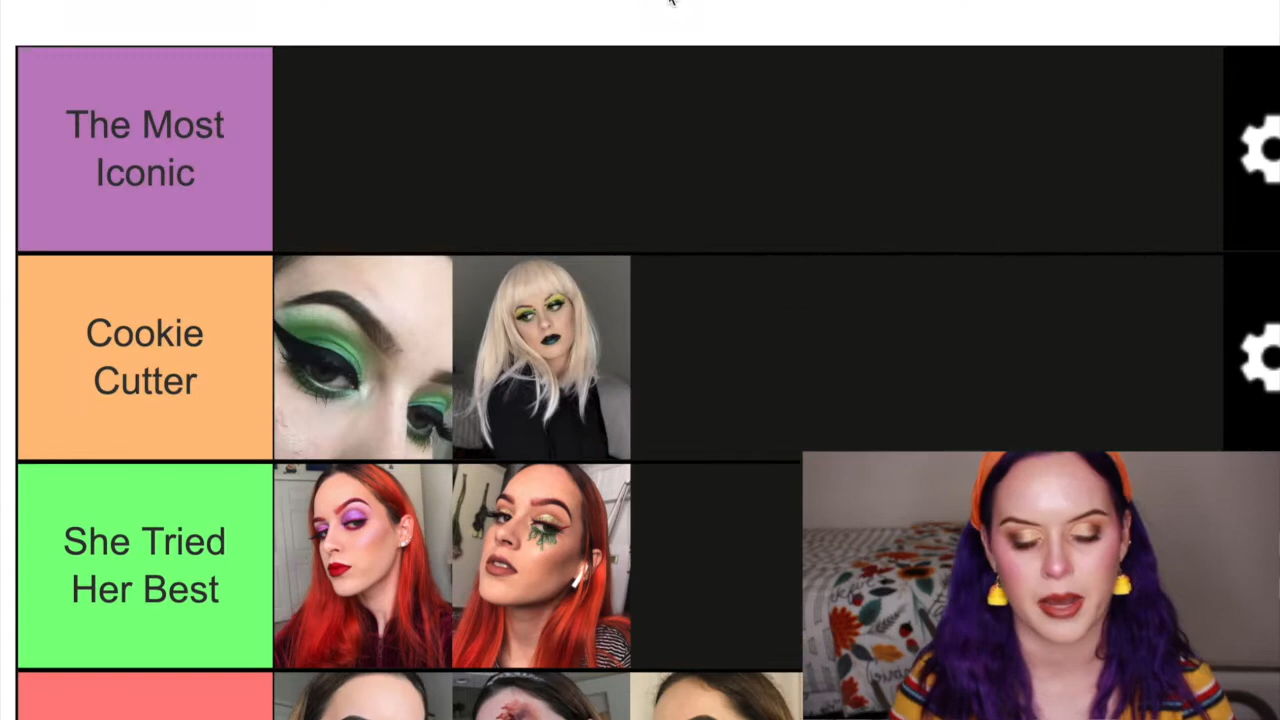 The Most
Iconic
Cookie
Cutter
She Tried
Her Best